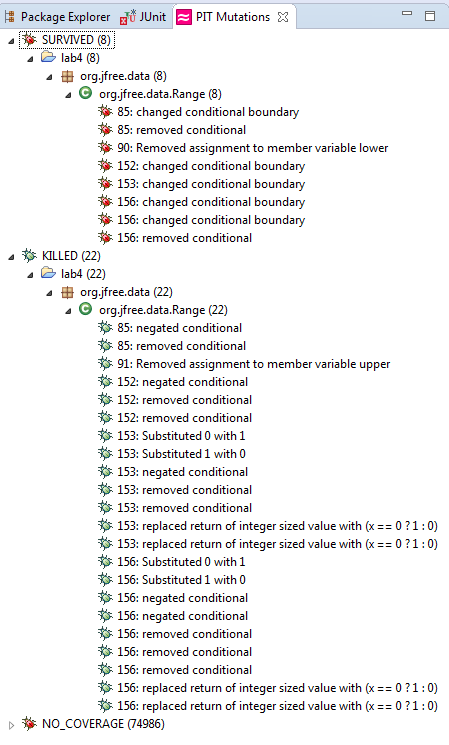 Package Explorer JUnit PIT Mutations
SURVIVED (8)
lab4 (8)
org.jfree.data (8)
org.jfree.data.Range (8)
85: changed conditional boundary
85: removed conditional
90: Removed assignment to member variable lower
152: changed conditional boundary
153: changed conditional boundary
156: changed conditional boundary
156: changed conditional boundary
156: removed conditional
KILLED (22)
lab4 (22)
org.jfree.data (22)
org.jfree.data.Range (22)
85: negated conditional
85: removed conditional
91: Removed assignment to member variable upper
152: negated conditional
152: removed conditional
152: removed conditional
153: Substituted 0 with 1
153: Substituted 1 with 0
153: negated conditional
153: removed conditional
153: removed conditional
153: replaced return of integer sized value with (x == 0 ? 1 : 0)
153: replaced return of integer sized value with (x == 0 ? 1 : 0)
156: Substituted 0 with 1
156: Substituted 1 with 0
156: negated conditional
156: negated conditional
156: removed conditional
156: removed conditional
156: removed conditional
156: replaced return of integer sized value with (x == 0 ? 1 : 0)
156: replaced return of integer sized value with (x == 0 ? 1 : 0)
NO_COVERAGE (74986)